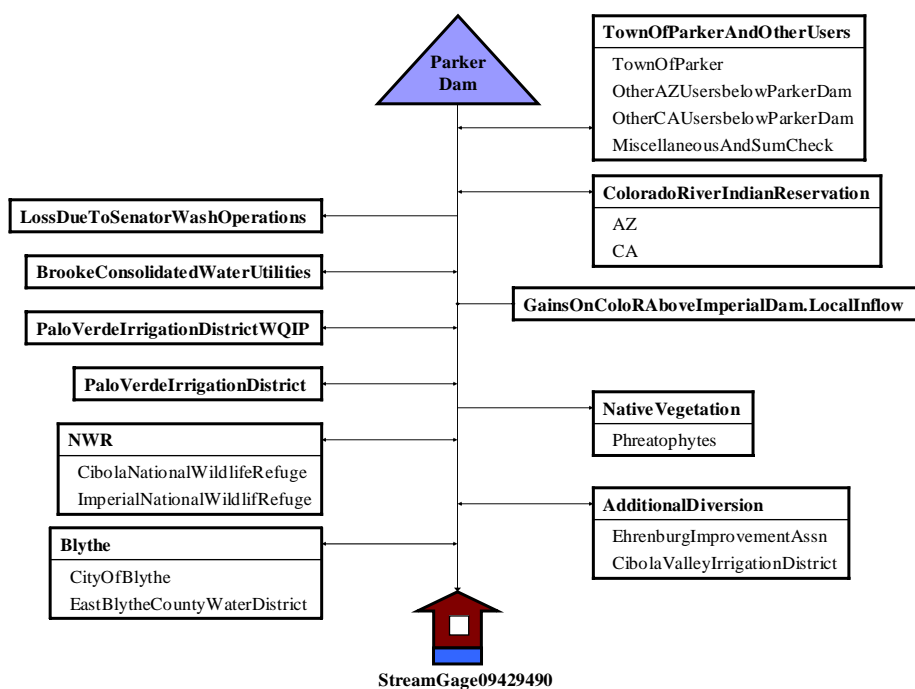 Parker
Dam
TownOfParkerAndOtherUsers
TownOfParker
OtherAZUsersbelowParkerDam
OtherCAUsersbelowParkerDam
MiscellaneousAndSumCheck
ColoradoRiverIndianReservation
AZ
CA
LossDueToSenatorWashOperations
BrookeConsolidatedWaterUtilities
GainsOnColoRAboveImperialDam.LocalInflow
PaloVerdeIrrigationDistrictWQIP
PaloVerdeIrrigationDistrict
NativeVegetation
Phreatophytes
NWR
CibolaNationalWildlifeRefuge
ImperialNationalWildlifRefuge
AdditionalDiversion
EhrenburgImprovementAssn
CibolaValleyIrrigationDistrict
Blythe
CityOfBlythe
EastBlytheCountyWaterDistrict
StreamGage09429490